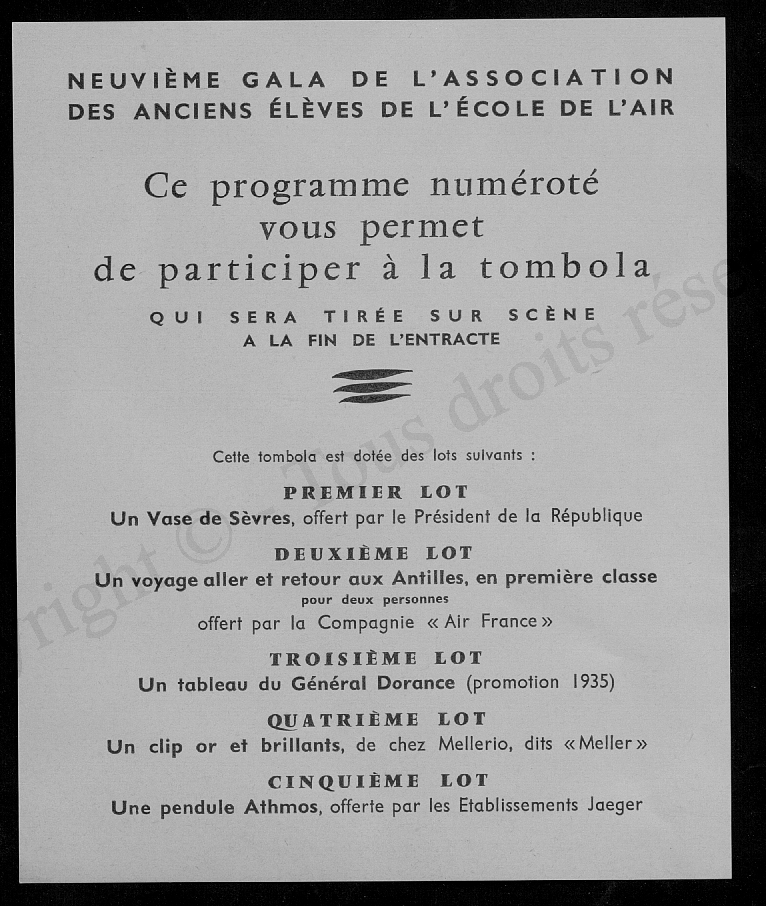 NEUVIÈME GALA DE L'ASSOCIATION
DES ANCIENS ÉLÈVES DE L'ÉCOLE DE L'AIR
Ce programme numéroté
vous permet
de participer à la tombola
QUI SERA TIRÉE SUR SCÈNE
A LA FIN DE L'ENTRACTE
Cette tombola est dotée des lots suivants :
PREMIER LOT
Un Vase de Sèvres, offert par le Président de la République
DEUXIÈME LOT
Un voyage aller et retour aux Antilles, en première classe
pour deux personnes
offert par la Compagnie « Air France »
TROISIÈME LOT
Un tableau du Général Dorance (promotion 1935)
QUATRIÈME LOT
Un clip or et brillants, de chez Mellerio, dits « Meller »
CINQUIÈME LOT
Une pendule Athmos, offerte par les Etablissements Jaeger
right © - Tous droits rése